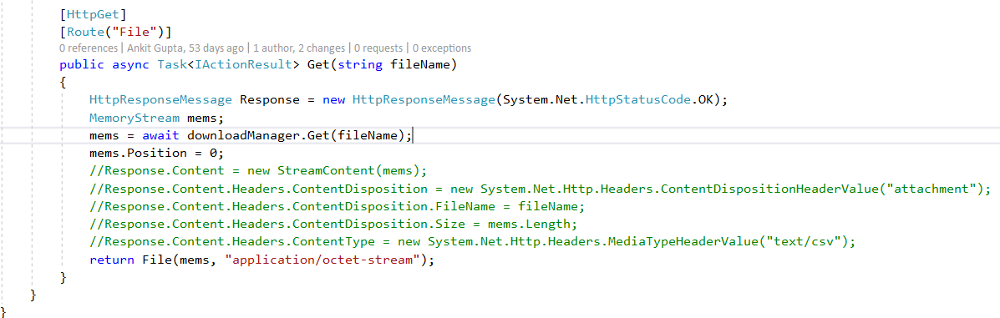 [HttpGet]
[Route("File")]
0 references | Ankit Gupta, 53 days ago | 1 author, 2 changes | 0 requests | 0 exceptions
public async Task<IActionResult> Get(string fileName)
{
HttpResponseMessage Response = new HttpResponseMessage(System.Net.HttpStatusCode.OK);
MemoryStream mems;
mems = await downloadManager.Get(fileName);
mems.Position = 0;
//Response.Content = new StreamContent(mems);
//Response.Content.Headers.ContentDisposition = new System.Net.Http.Headers.ContentDispositionHeaderValue("attachment");
//Response.Content.Headers.ContentDisposition.FileName = fileName;
//Response.Content.Headers.ContentDisposition.Size = mems.Length;
//Response.Content.Headers.ContentType = new System.Net.Http.Headers.MediaTypeHeaderValue("text/csv");
return File(mems, "application/octet-stream");
}
}
}